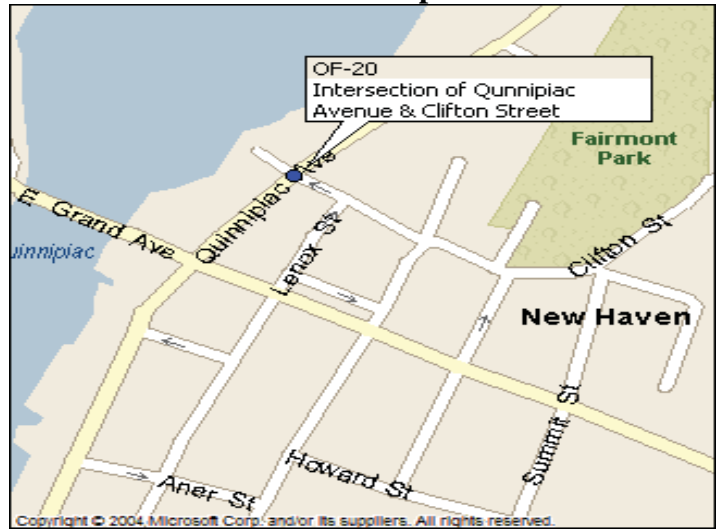 OF-20
Intersection of Qunnipiac
Avenue & Clifton Street
Fairmont
Park
Quinnipiac Ave
E Grand Ave
uinnipiac
Lenox St
Clifton St
New Haven
Summit St
Howard St
Aner St
Copyright © 2004 Microsoft Corp. and/or its suppliers. All rights reserved.